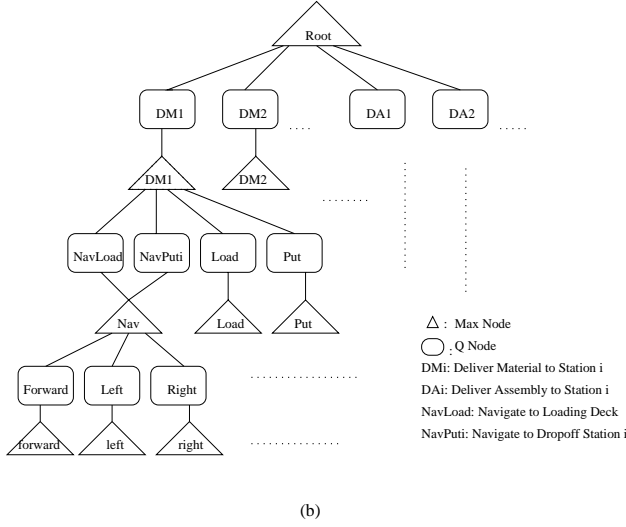 Root
DM1 DM2 DA1 DA2
DM1 DM2
NavLoad NavPuti Load Put
Nav Load Put
Forward Left Right
forward left right
: Max Node
: Q Node
DMi: Deliver Material to Station i
DAi: Deliver Assembly to Station i
NavLoad: Navigate to Loading Deck
NavPuti: Navigate to Dropoff Station i
(b)